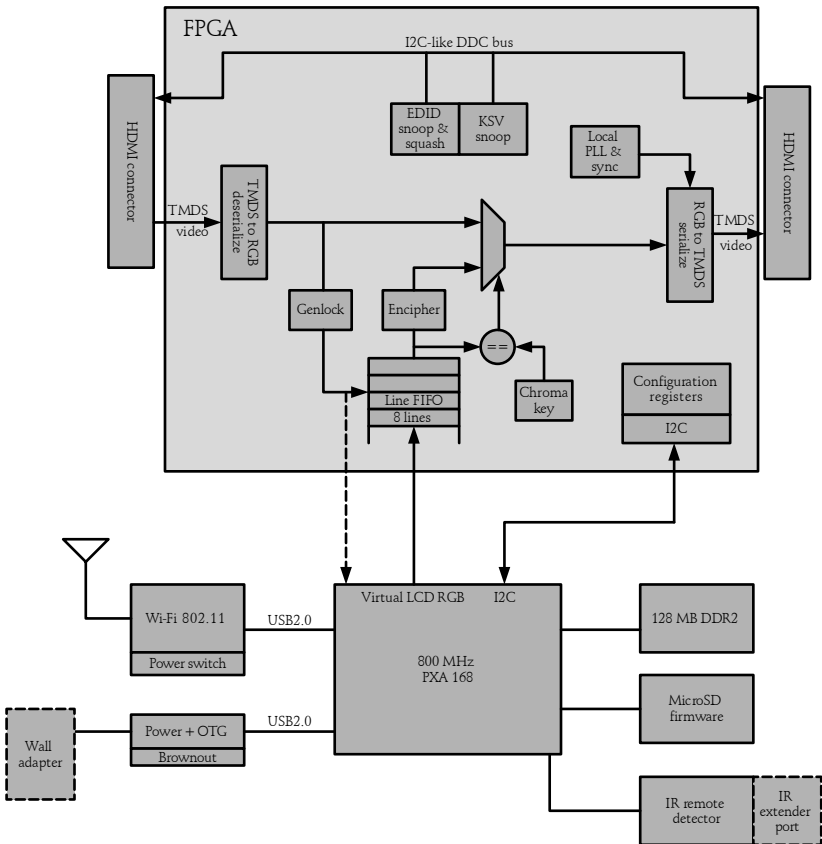 FPGA
I2C-like DDC bus
HDMI connector
EDID
snoop &
squash
KSV
snoop
Local
PLL &
sync
HDMI connector
TMDS
video
TMDS to RGB
deserialize
RGB to TMDS
serialize
TMDS
video
Genlock
Encipher
==
Line FIFO
8 lines
Chroma
key
Configuration
registers
I2C
Virtual LCD RGB
I2C
Wi-Fi 802.11
Power switch
USB2.0
800 MHz
PXA 168
128 MB DDR2
MicroSD
firmware
Wall
adapter
Power + OTG
Brownout
USB2.0
IR remote
detector
IR
extender
port